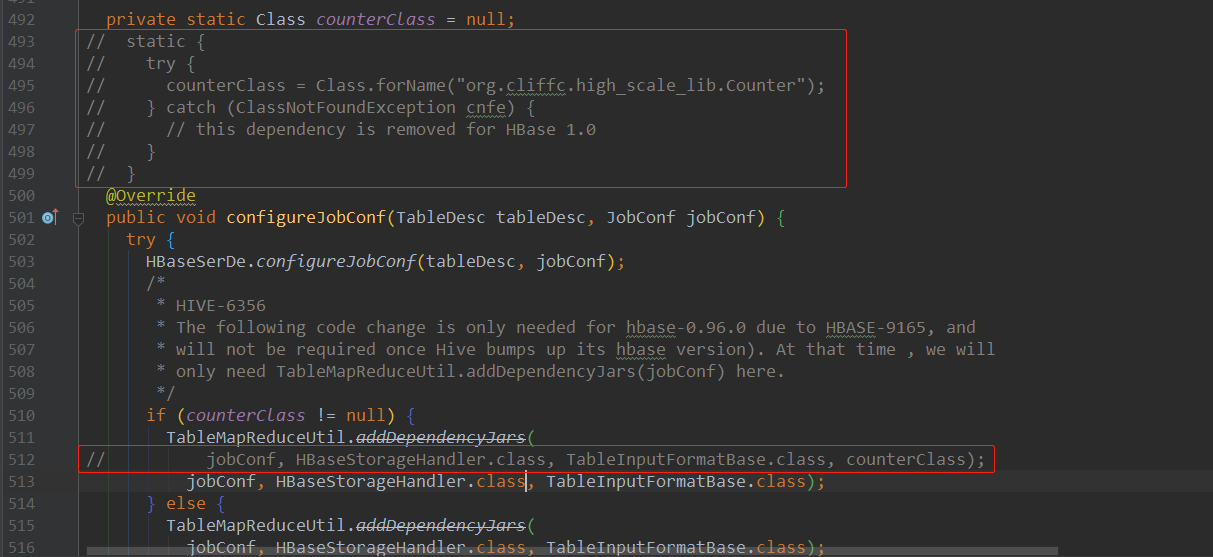 492 private static Class counterClass = null;
493 // static {
494 // try {
495 // counterClass = Class.forName("org.cliffc.high_scale_lib.Counter");
496 // } catch (ClassNotFoundException cnfe) {
497 // // this dependency is removed for HBase 1.0
498 // }
499 // }
500 @Override
501 public void configureJobConf(TableDesc tableDesc, JobConf jobConf) {
502 try {
503 HBaseSerDe.configureJobConf(tableDesc, jobConf);
504 /*
505 * HIVE-6356
506 * The following code change is only needed for hbase-0.96.0 due to HBASE-9165, and
507 * will not be required once Hive bumps up its hbase version). At that time , we will
508 * only need TableMapReduceUtil.addDependencyJars(jobConf) here.
509 */
510 if (counterClass != null) {
511 TableMapReduceUtil.addDependencyJars(
512 // jobConf, HBaseStorageHandler.class, TableInputFormatBase.class, counterClass);
513 jobConf, HBaseStorageHandler.class, TableInputFormatBase.class);
514 } else {
515 TableMapReduceUtil.addDependencyJars(
516 jobConf, HBaseStorageHandler.class, TableInputFormatBase.class);